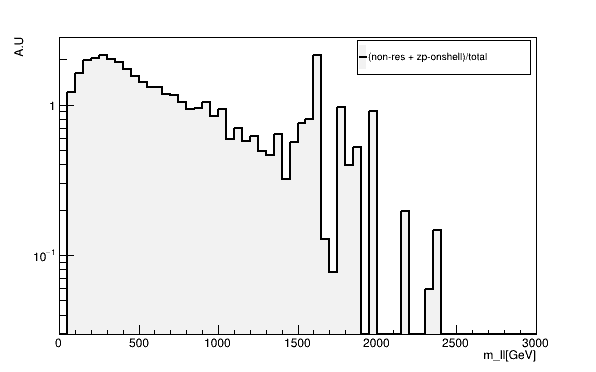 A.U
(non-res + zp-onshell)/total
1
10⁻¹
0 500 1000 1500 2000 2500 3000
m_ll[GeV]